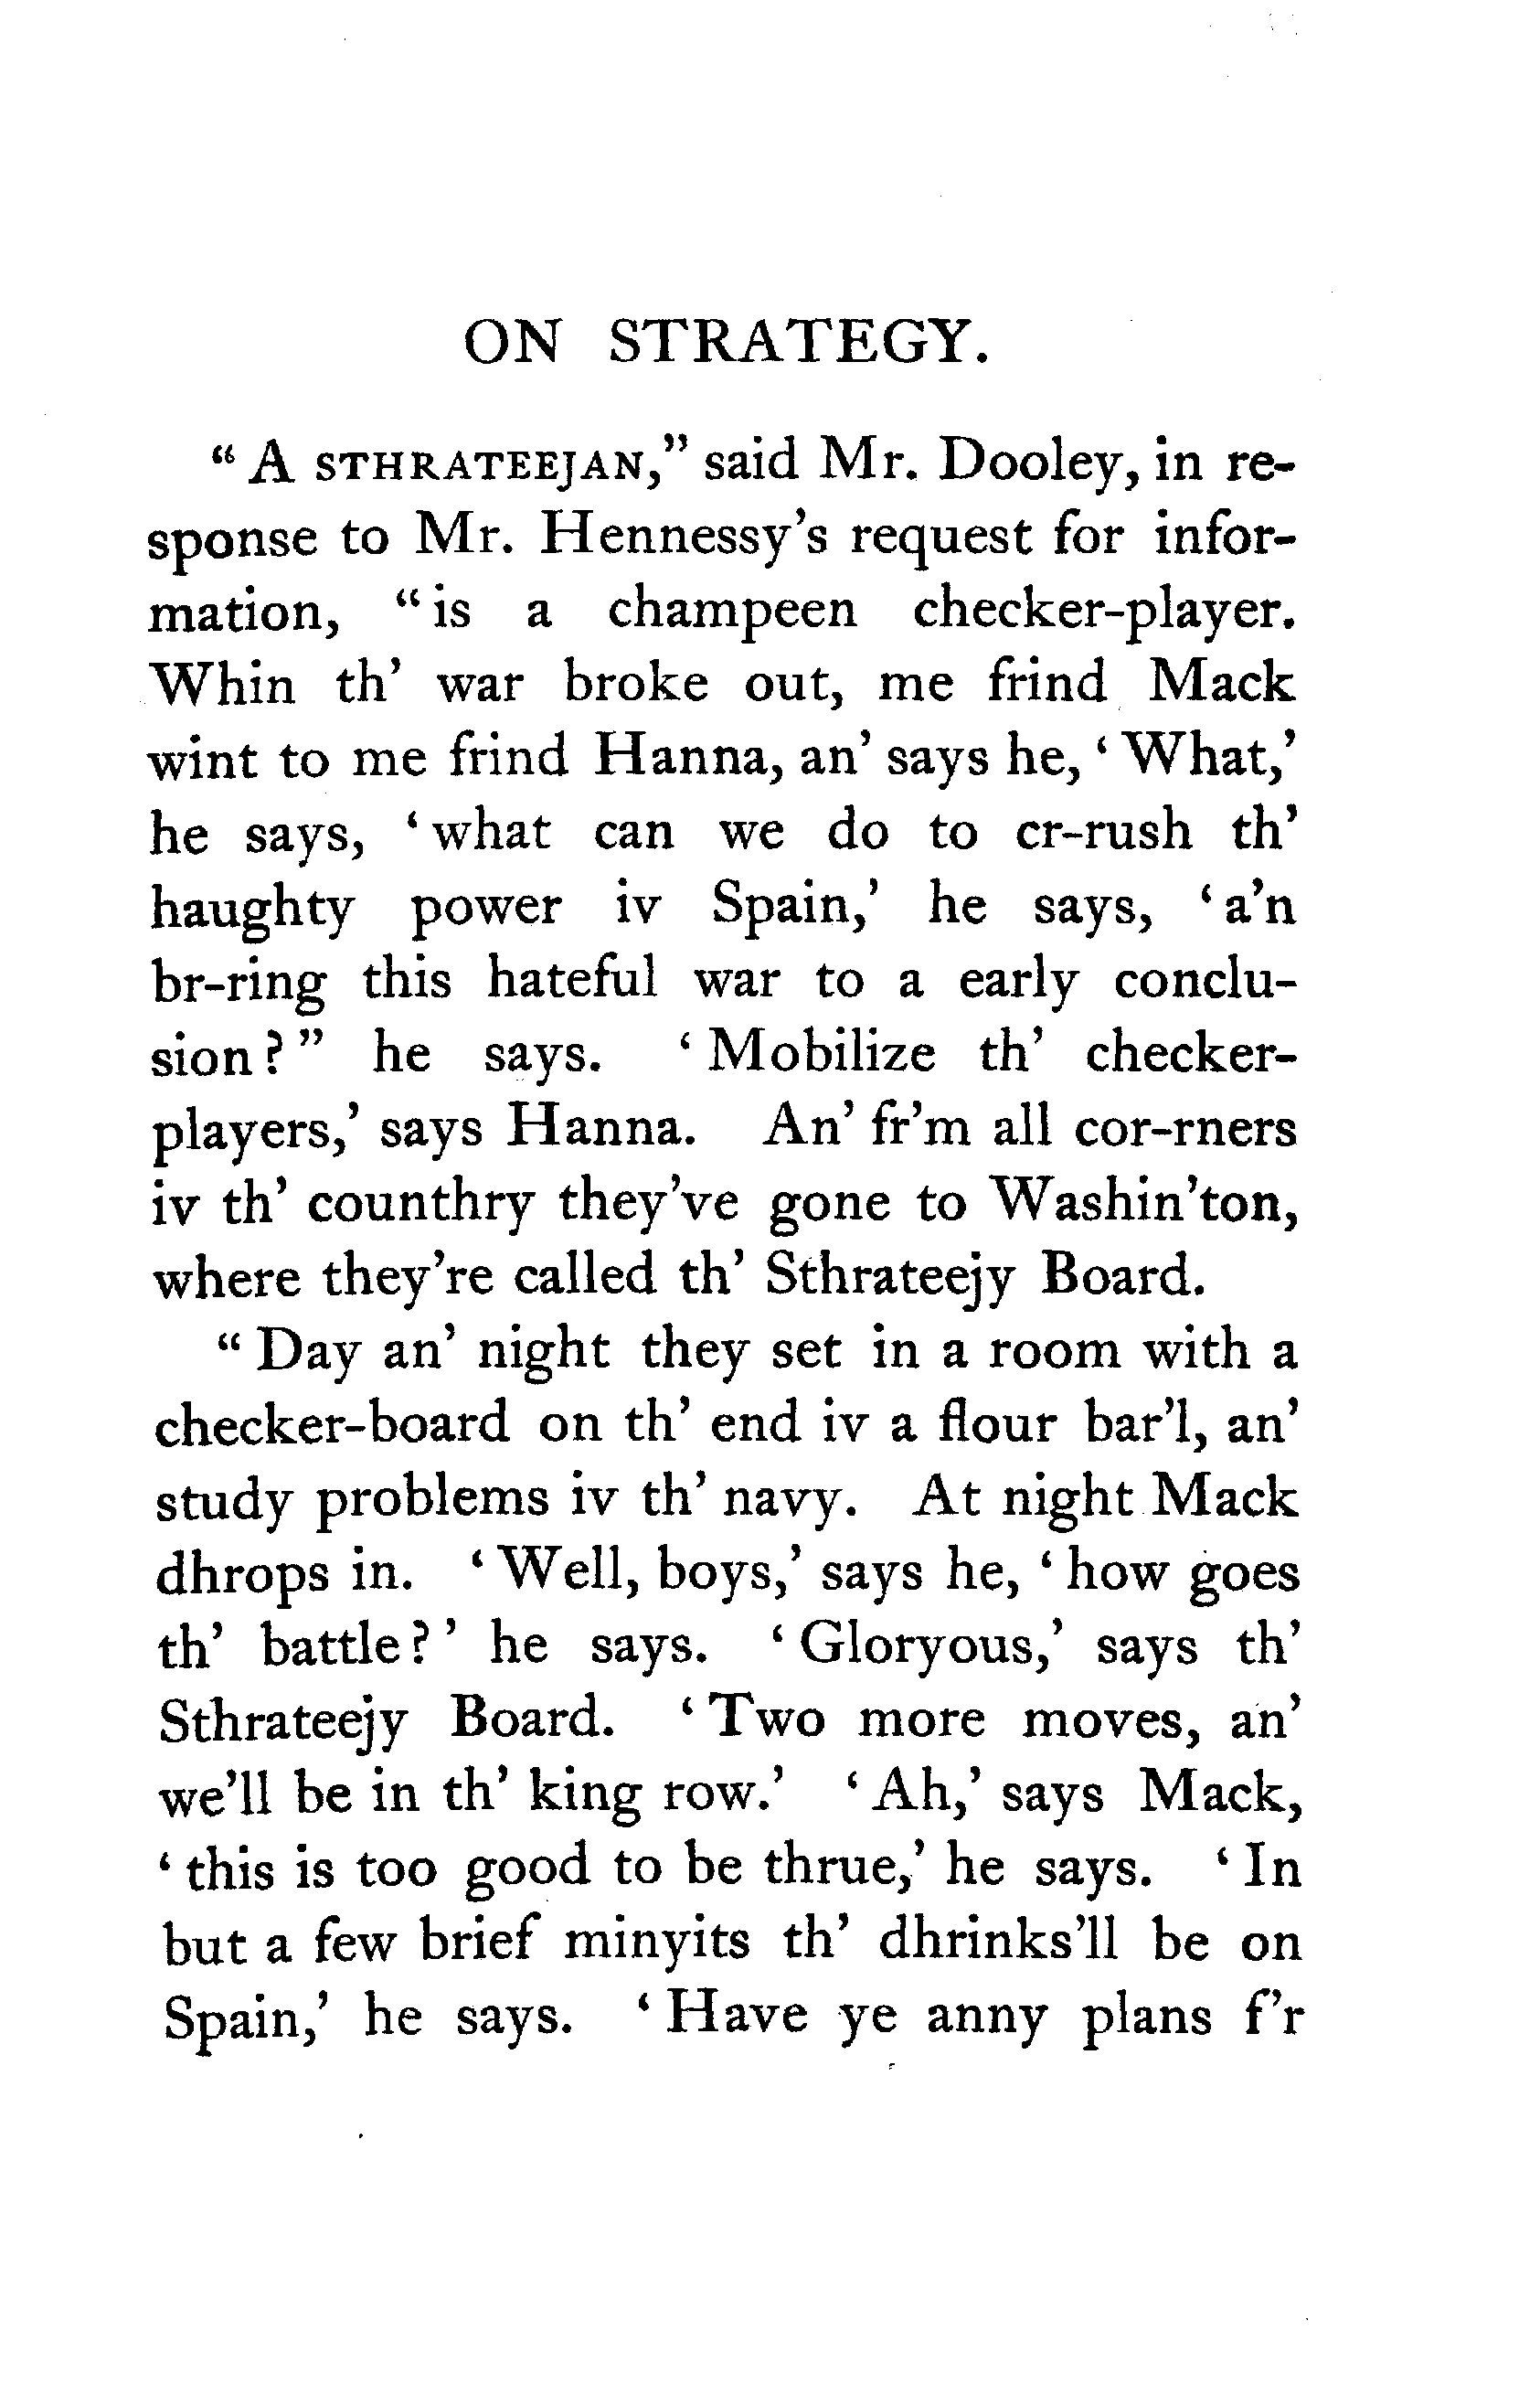 ON STRATEGY.
“A STHRATEEJAN,” said Mr. Dooley, in re-
sponse to Mr. Hennessy’s request for infor-
mation, “is a champeen checker-player.
Whin th’ war broke out, me frind Mack
wint to me frind Hanna, an’ says he, ‘What,’
he says, ‘what can we do to cr-rush th’
haughty power iv Spain,’ he says, ‘a’n
br-ring this hateful war to a early conclu-
sion?” he says. ‘Mobilize th’ checker-
players,’ says Hanna. An’ fr’m all cor-rners
iv th’ counthry they’ve gone to Washin’ton,
where they’re called th’ Sthrateejy Board.
“Day an’ night they set in a room with a
checker-board on th’ end iv a flour bar’l, an’
study problems iv th’ navy. At night Mack
dhrops in. ‘Well, boys,’ says he, ‘how goes
th’ battle?’ he says. ‘Gloryous,’ says th’
Sthrateejy Board. ‘Two more moves, an’
we’ll be in th’ king row.’ ‘Ah,’ says Mack,
‘this is too good to be thrue,’ he says. ‘In
but a few brief minyits th’ dhrinks’ll be on
Spain,’ he says. ‘Have ye anny plans f’r